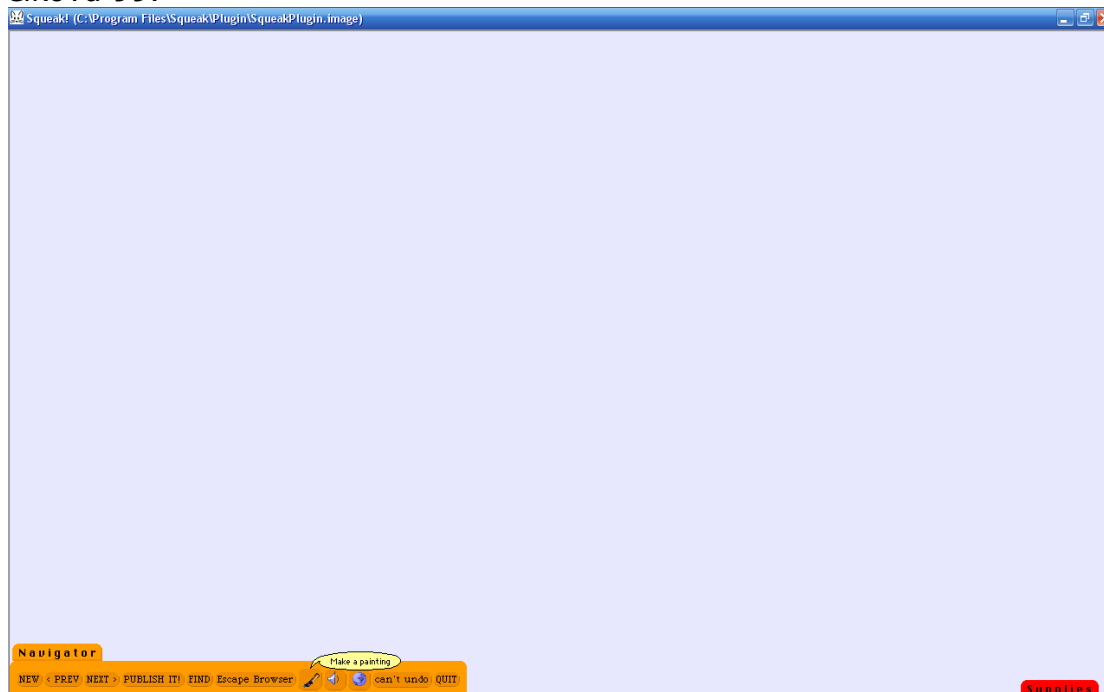 Squeak! (C:\Program Files\Squeak\Plugin\SqueakPlugin.image)
Navigator
Make a painting
NEW < PREV NEXT > PUBLISH IT! FIND Escape Browser can't undo QUIT
Supplies